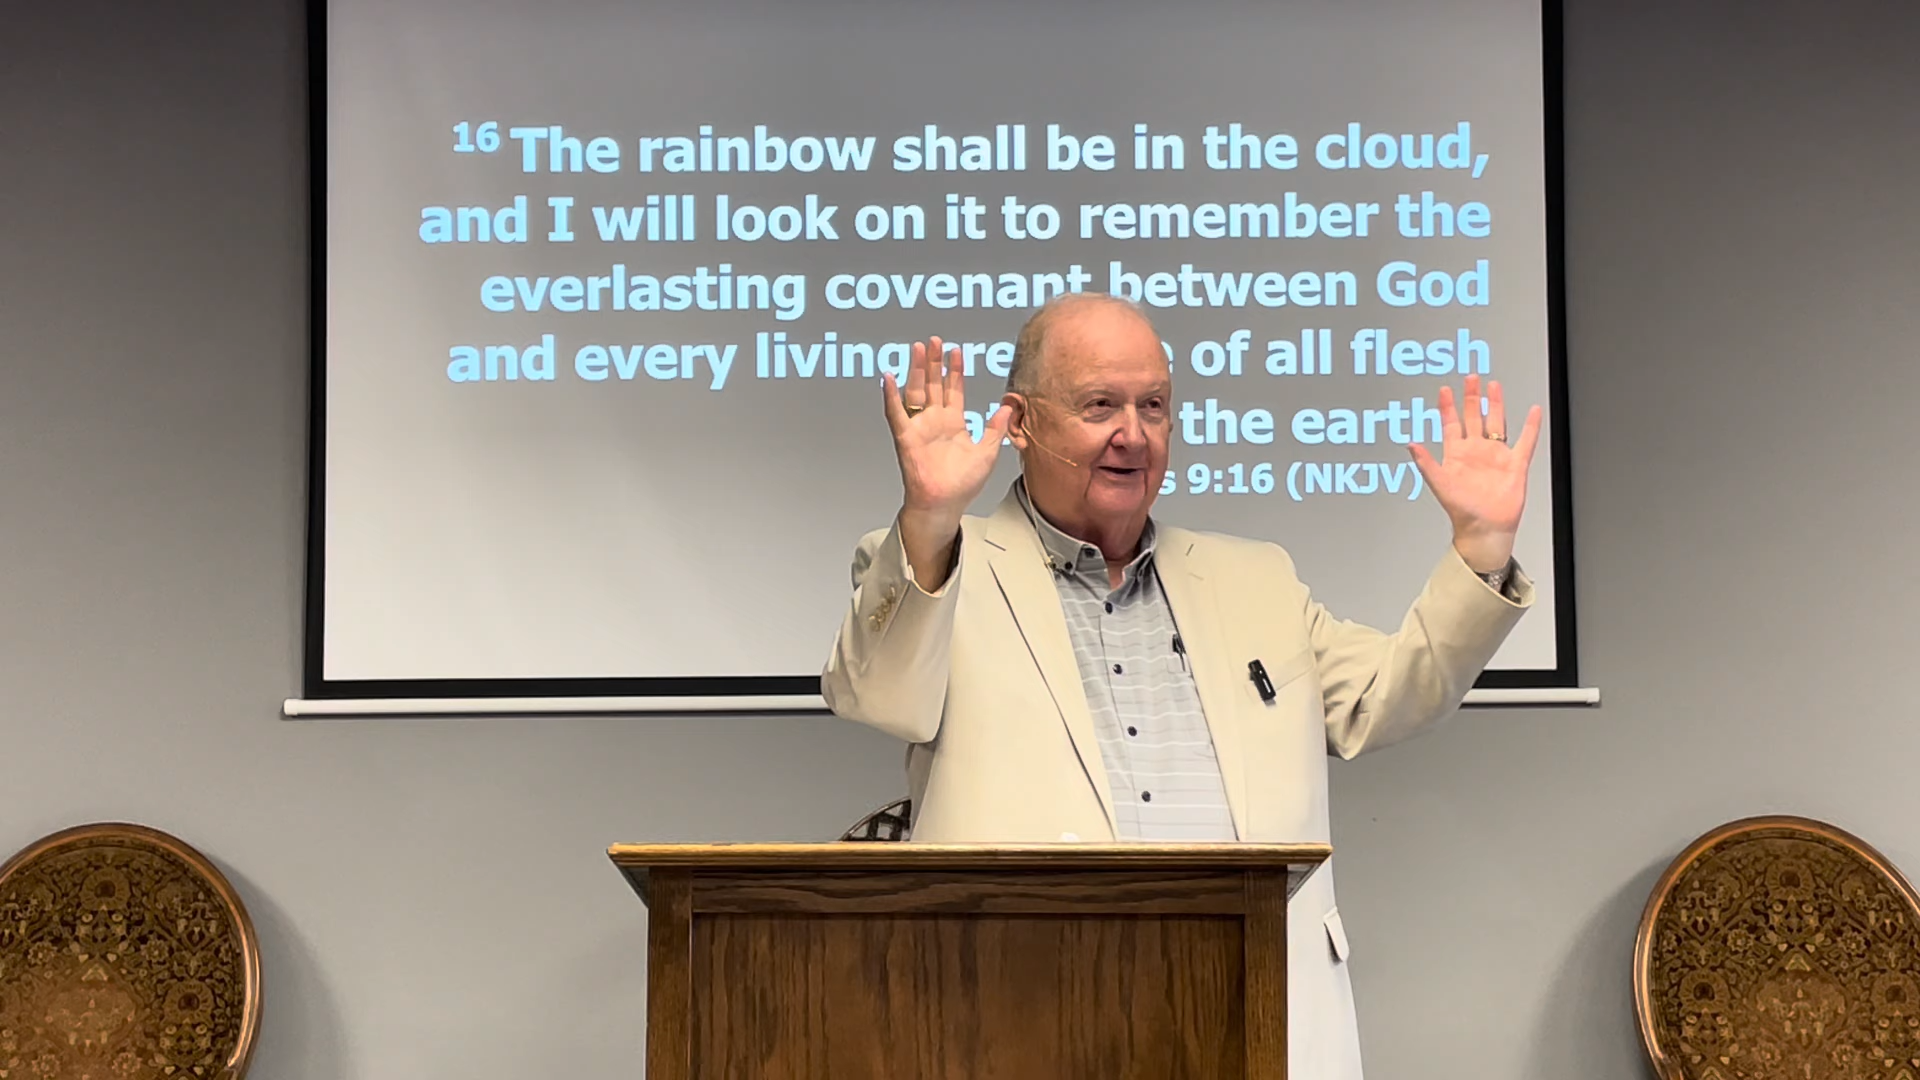 16 The rainbow shall be in the cloud,
and I will look on it to remember the
everlasting covenant between God
and every living of all flesh
the earth
9:16 (NKJV)